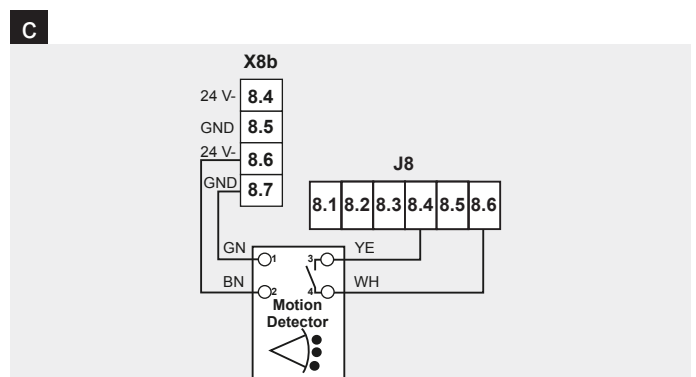 C
X8b
24 V- 8.4
GND 8.5
24 V- 8.6
GND 8.7
J8
8.1 8.2 8.3 8.4 8.5 8.6
GN 1 3 YE
BN 2 4 WH
Motion
Detector